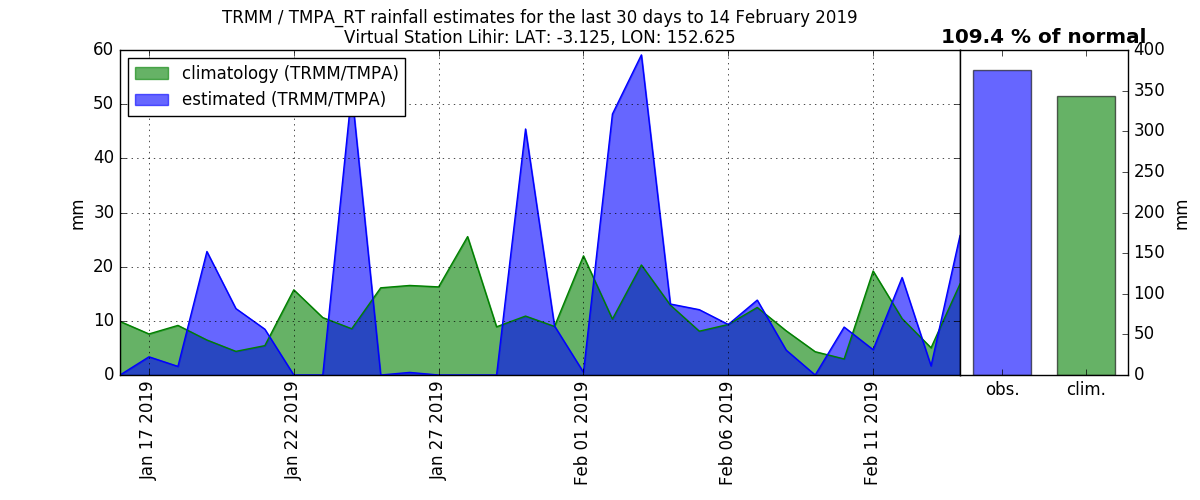 TRMM / TMPA_RT rainfall estimates for the last 30 days to 14 February 2019
Virtual Station Lihir: LAT: -3.125, LON: 152.625
109.4 % of normal
climatology (TRMM/TMPA)
estimated (TRMM/TMPA)
60
50
40
30
20
10
0
mm
Jan 17 2019
Jan 22 2019
Jan 27 2019
Feb 01 2019
Feb 06 2019
Feb 11 2019
400
350
300
250
200
150
100
50
0
mm
obs.
clim.